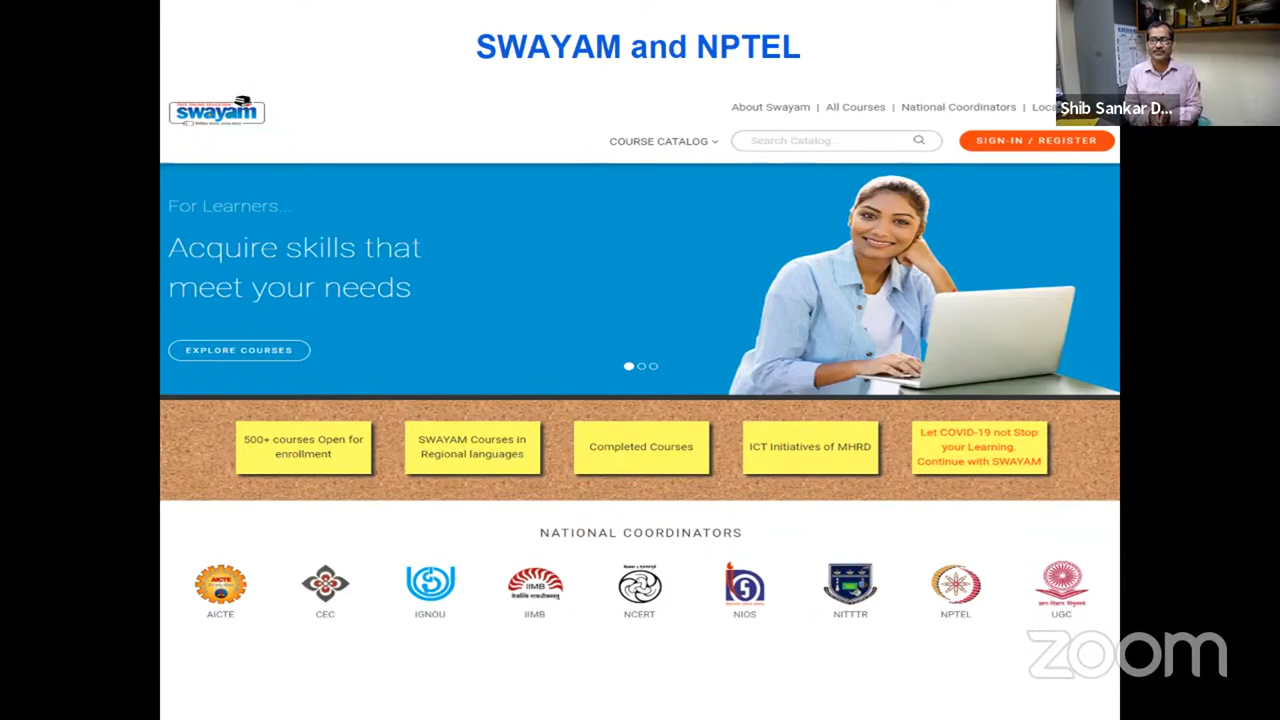 SWAYAM and NPTEL
Shib Sankar D...
swayam
About Swayam | All Courses | National Coordinators | Loca
COURSE CATALOG
Search Catalog...
SIGN-IN / REGISTER
For Learners...
Acquire skills that
meet your needs
EXPLORE COURSES
500+ courses Open for
enrollment
SWAYAM Courses in
Regional languages
Completed Courses
ICT Initiatives of MHRD
Let COVID-19 not Stop
your Learning.
Continue with SWAYAM
NATIONAL COORDINATORS
AICTE
IIMB
AICTE
CEC
IGNOU
IIMB
NCERT
NIOS
NITTTR
NPTEL
UGC
zoom